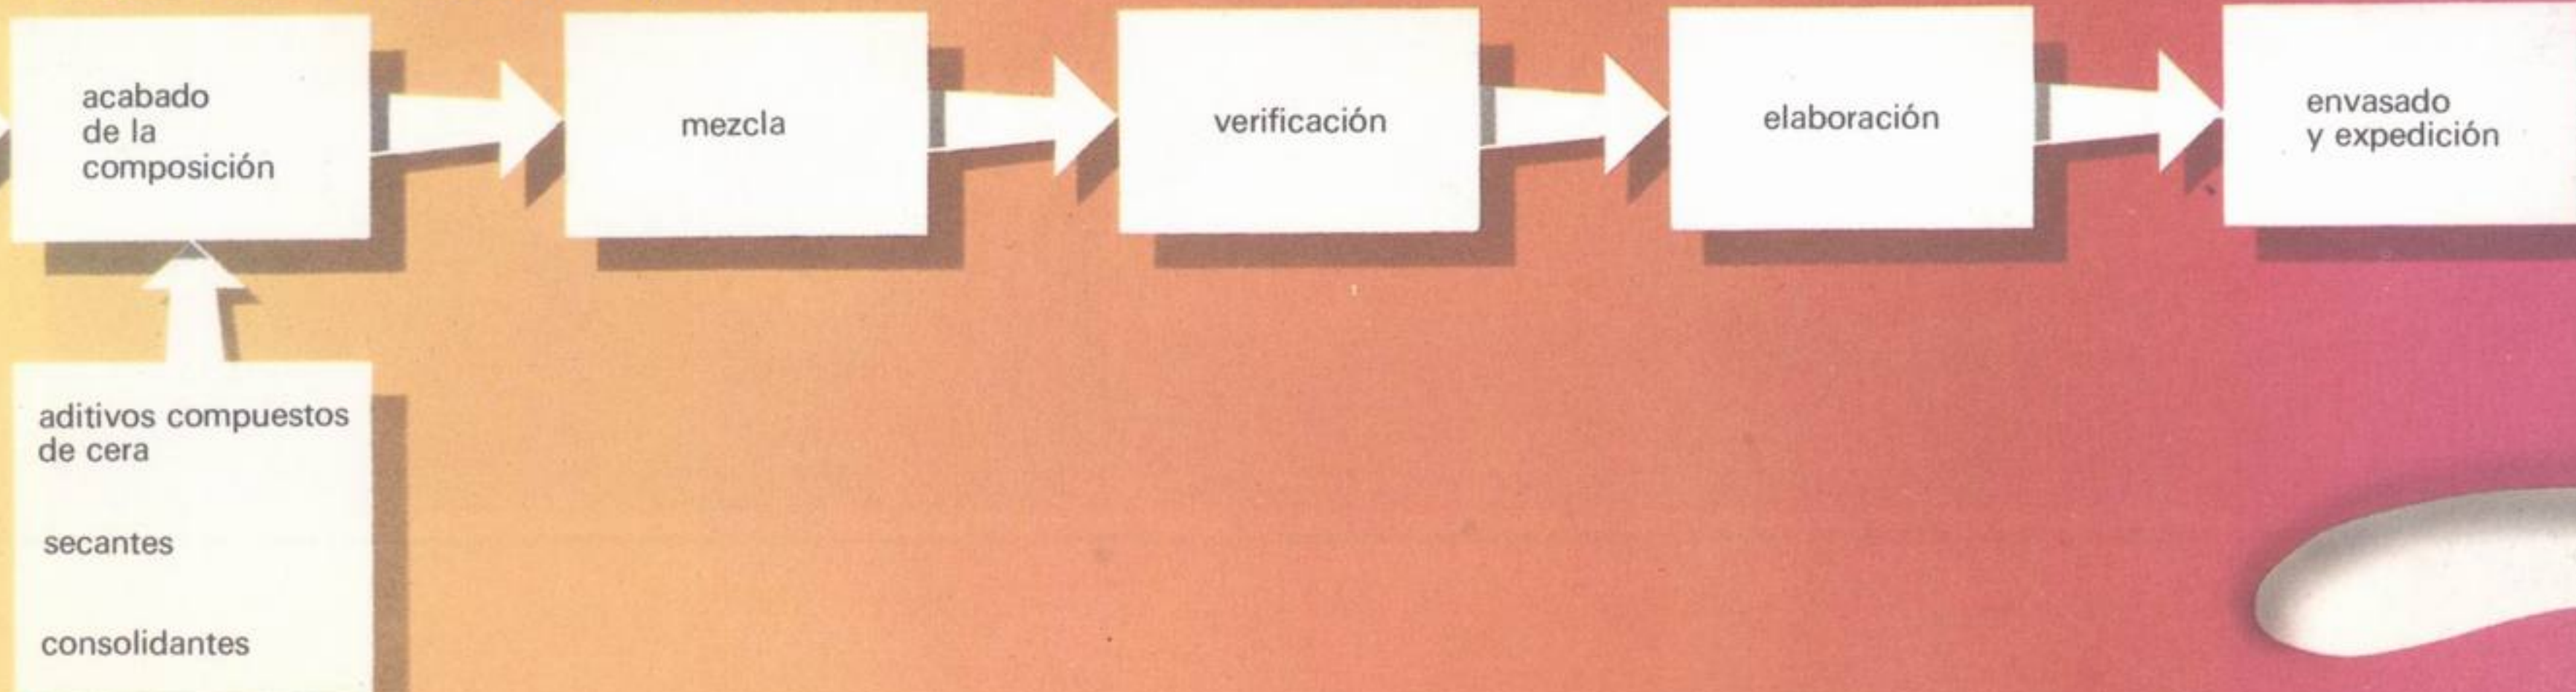 acabado
de la
composición
mezcla
verificación
elaboración
envasado
y expedición
aditivos compuestos
de cera
secantes
consolidantes